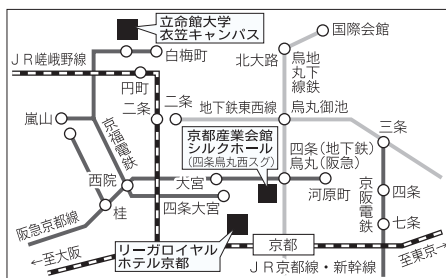 立命館大学
衣笠キャンパス
国際会館
JR嵯峨野線
白梅町
北大路
烏丸線
地下鉄
円町
二条
二条
地下鉄東西線
烏丸御池
嵐山
京福電鉄
京都産業会館
シルクホール
(四条烏丸西スグ)
三条
四条(地下鉄)
烏丸(阪急)
西院
大宮
河原町
京阪電鉄
四条
四条大宮
桂
七条
阪急京都線
リーガロイヤル
ホテル京都
京都
←至大阪
至東京→
JR京都線・新幹線